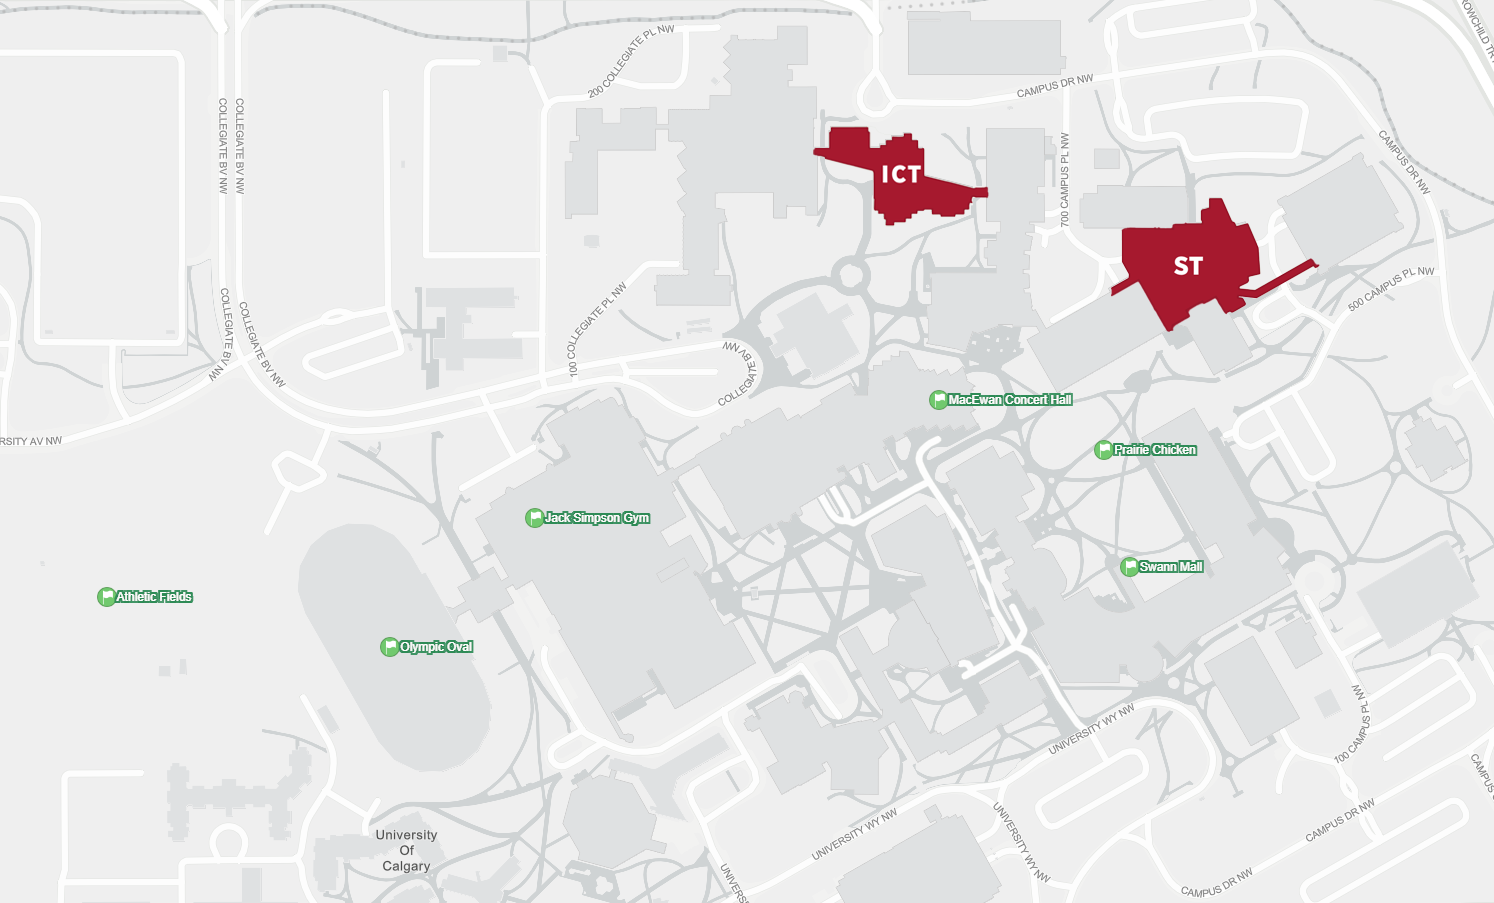 ROWCHILD TR
200 COLLEGIATE PL NW
CAMPUS DR NW
COLLEGIATE BV NW
COLLEGIATE BV NW
700 CAMPUS PL NW
CAMPUS DR NW
ICT
ST
500 CAMPUS PL NW
COLLEGIATE BV NW
COLLEGIATE BV NW
100 COLLEGIATE PL NW
COLLEGIATE BV NW
MacEwan Concert Hall
RSITY AV NW
Prairie Chicken
Jack Simpson Gym
Swann Mall
Athletic Fields
Olympic Oval
UNIVERSITY WY NW
100 CAMPUS PL NW
CAMPUS
UNIVERSITY WY NW
UNIVERSITY WY NW
CAMPUS DR NW
University
Of
Calgary
UNIVERS
CAMPUS DR NW